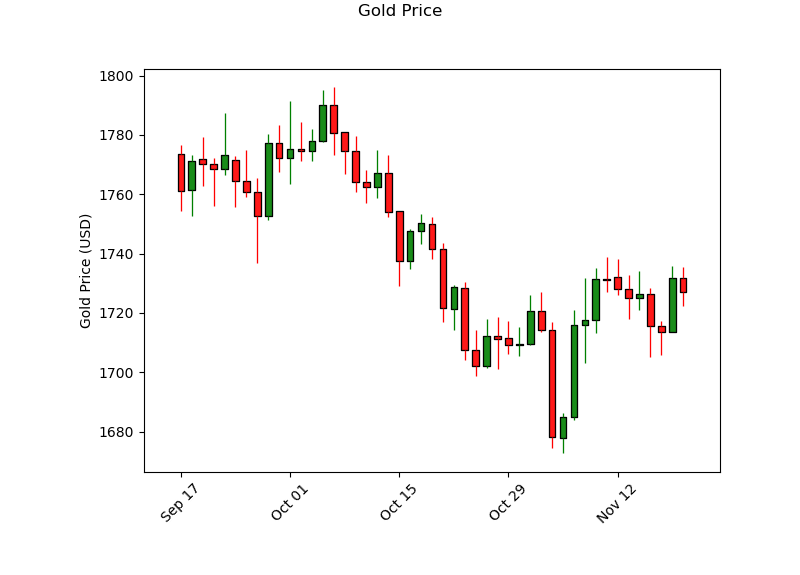 Gold Price
1800
1780
1760
1740
1720
1700
1680
Gold Price (USD)
Sep 17
Oct 01
Oct 15
Oct 29
Nov 12